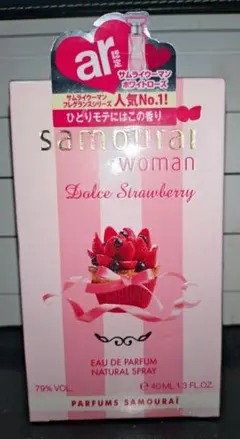 ar
認定
サムライウーマン
ホワイトローズ
サムライウーマン
フレグランスシリーズ
人気No.1!
ひとりモテにはこの香り
samouraï
woman
Dolce Strawberry
EAU DE PARFUM
NATURAL SPRAY
79% VOL.
℮ 40 ML 1.3 FL.OZ.
PARFUMS SAMOURAÏ